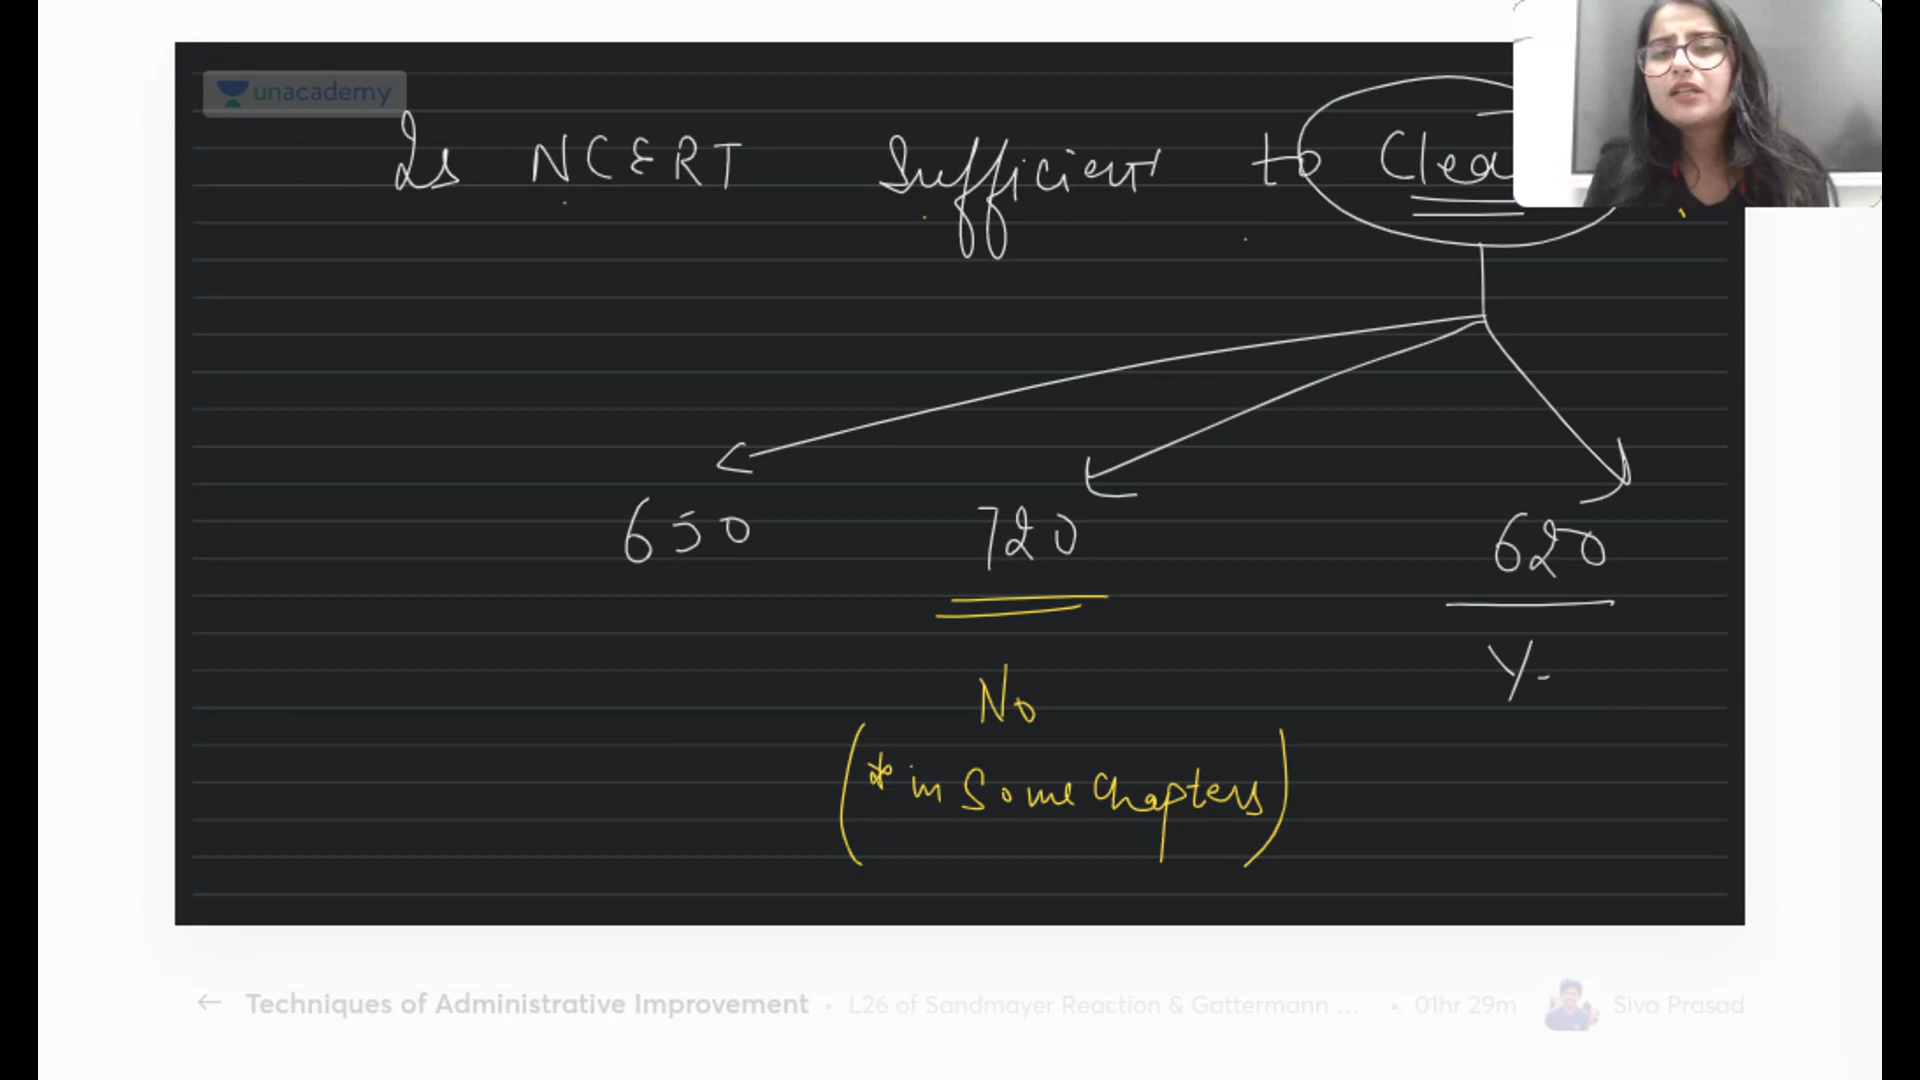 unacademy
Is NCERT Sufficient to Clea
650 720 620
No
Y-
(* in Some Chapters)
← Techniques of Administrative Improvement • L26 of Sandmayer Reaction & Gattermann ... • 01hr 29m Siva Prasad